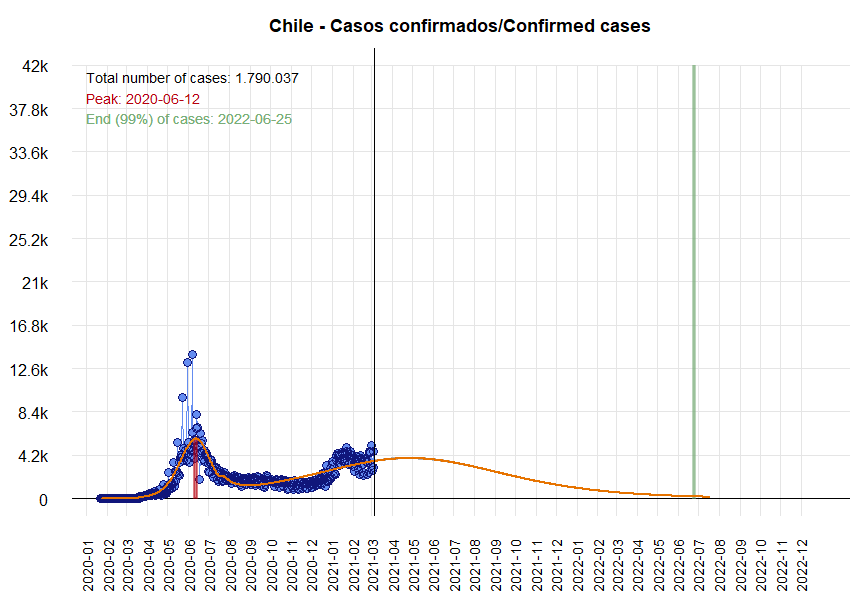 Chile - Casos confirmados/Confirmed cases
42k
37.8k
33.6k
29.4k
25.2k
21k
16.8k
12.6k
8.4k
4.2k
0
Total number of cases: 1.790.037
Peak: 2020-06-12
End (99%) of cases: 2022-06-25
2020-01
2020-02
2020-03
2020-04
2020-05
2020-06
2020-07
2020-08
2020-09
2020-10
2020-11
2020-12
2021-01
2021-02
2021-03
2021-04
2021-05
2021-06
2021-07
2021-08
2021-09
2021-10
2021-11
2021-12
2022-01
2022-02
2022-03
2022-04
2022-05
2022-06
2022-07
2022-08
2022-09
2022-10
2022-11
2022-12